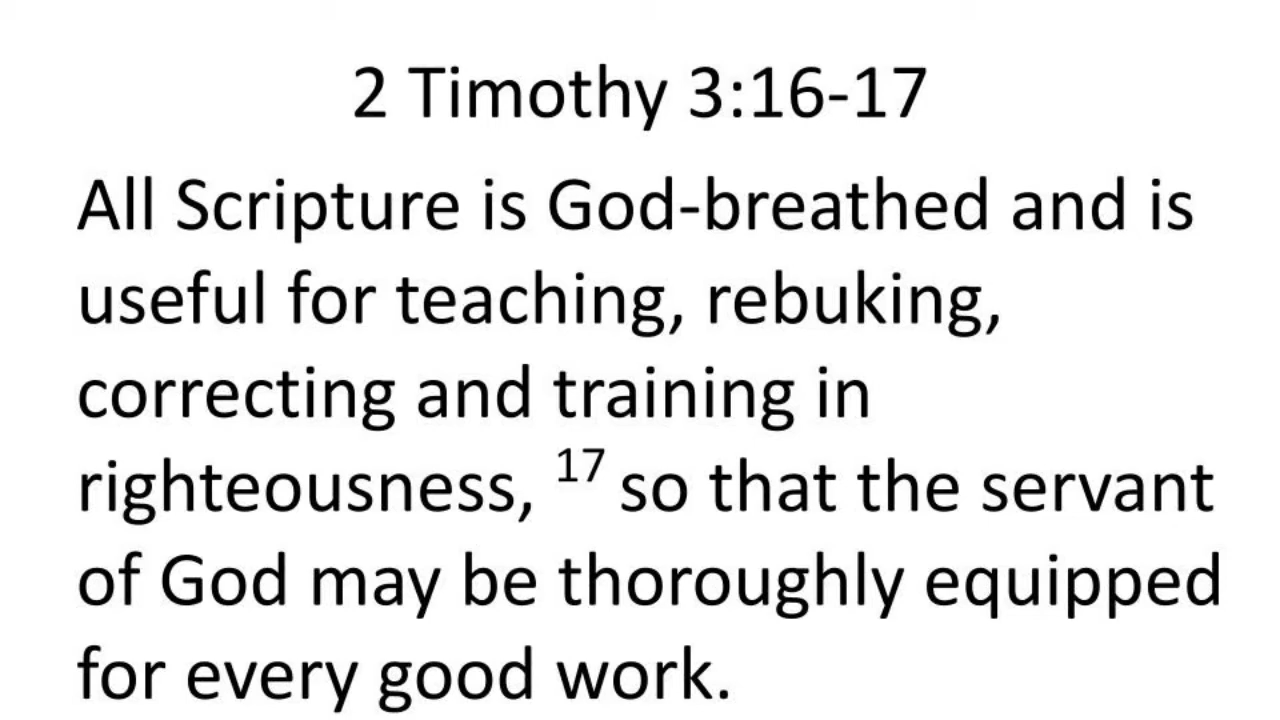 2 Timothy 3:16-17
All Scripture is God-breathed and is
useful for teaching, rebuking,
correcting and training in
righteousness, 17 so that the servant
of God may be thoroughly equipped
for every good work.